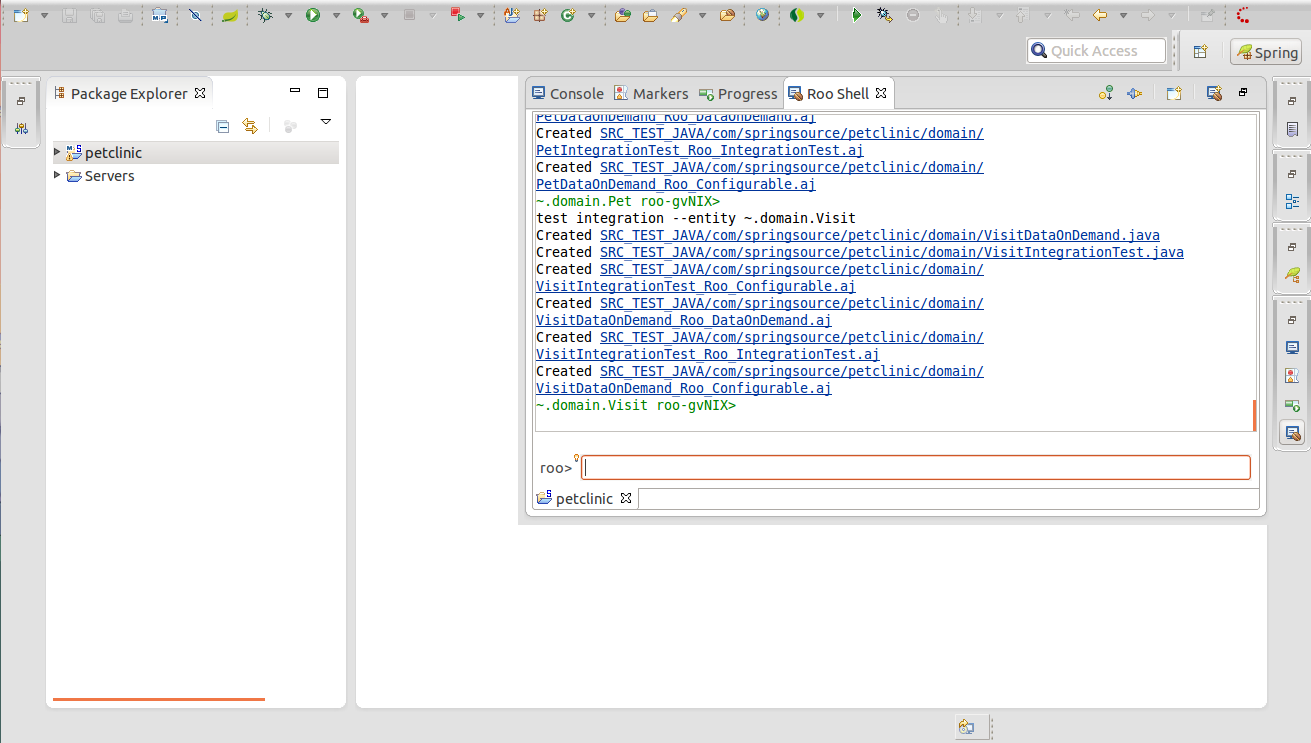 Quick Access
Spring
Package Explorer
petclinic
Servers
Console Markers Progress Roo Shell
PetDataOnDemand_Roo_DataOnDemand.aj
Created SRC_TEST_JAVA/com/springsource/petclinic/domain/
PetIntegrationTest_Roo_IntegrationTest.aj
Created SRC_TEST_JAVA/com/springsource/petclinic/domain/
PetDataOnDemand_Roo_Configurable.aj
~.domain.Pet roo-gvNIX>
test integration --entity ~.domain.Visit
Created SRC_TEST_JAVA/com/springsource/petclinic/domain/VisitDataOnDemand.java
Created SRC_TEST_JAVA/com/springsource/petclinic/domain/VisitIntegrationTest.java
Created SRC_TEST_JAVA/com/springsource/petclinic/domain/
VisitIntegrationTest_Roo_Configurable.aj
Created SRC_TEST_JAVA/com/springsource/petclinic/domain/
VisitDataOnDemand_Roo_DataOnDemand.aj
Created SRC_TEST_JAVA/com/springsource/petclinic/domain/
VisitIntegrationTest_Roo_IntegrationTest.aj
Created SRC_TEST_JAVA/com/springsource/petclinic/domain/
VisitDataOnDemand_Roo_Configurable.aj
~.domain.Visit roo-gvNIX>
roo>
petclinic